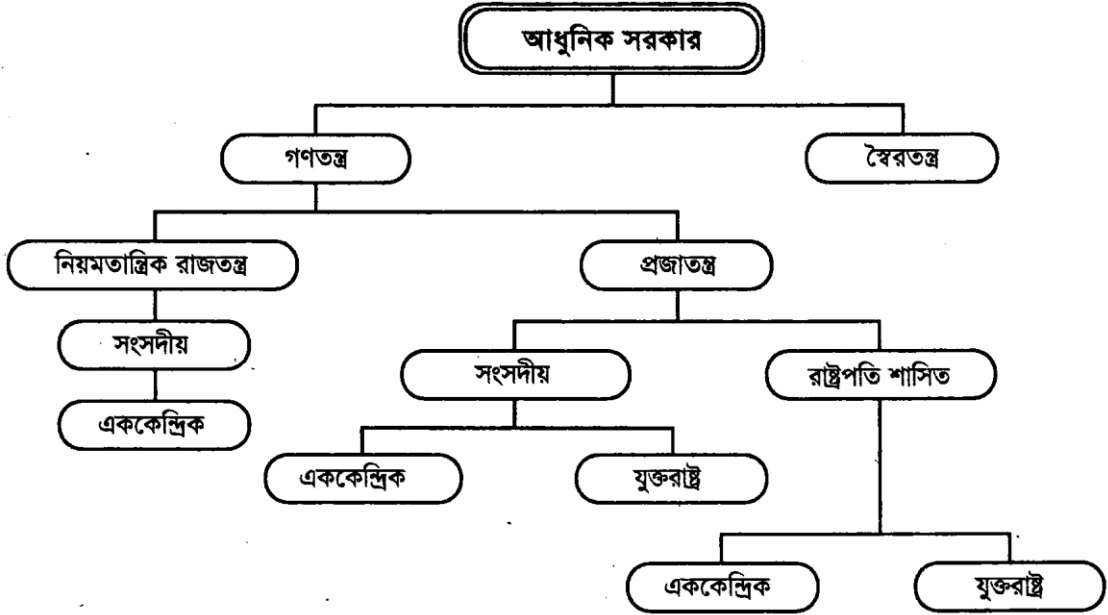 আধুনিক সরকার
গণতন্ত্র
স্বৈরতন্ত্র
নিয়মতান্ত্রিক রাজতন্ত্র
প্রজাতন্ত্র
সংসদীয়
সংসদীয়
রাষ্ট্রপতি শাসিত
এককেন্দ্রিক
এককেন্দ্রিক
যুক্তরাষ্ট্র
এককেন্দ্রিক
যুক্তরাষ্ট্র